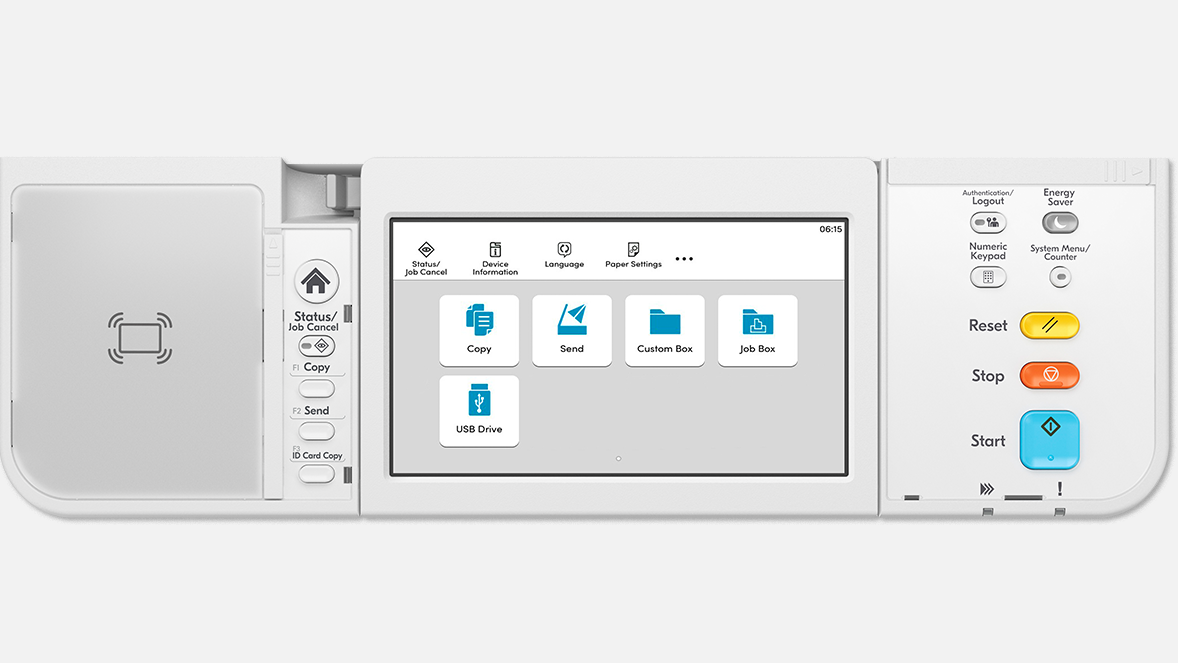 06:15
Status/
Job Cancel
Device
Information
Language
Paper Settings
Copy
Send
Custom Box
Job Box
USB Drive
Status/
Job Cancel
F1 Copy
F2 Send
F3
ID Card Copy
Authentication/
Logout
Energy
Saver
Numeric
Keypad
System Menu/
Counter
Reset
Stop
Start
!